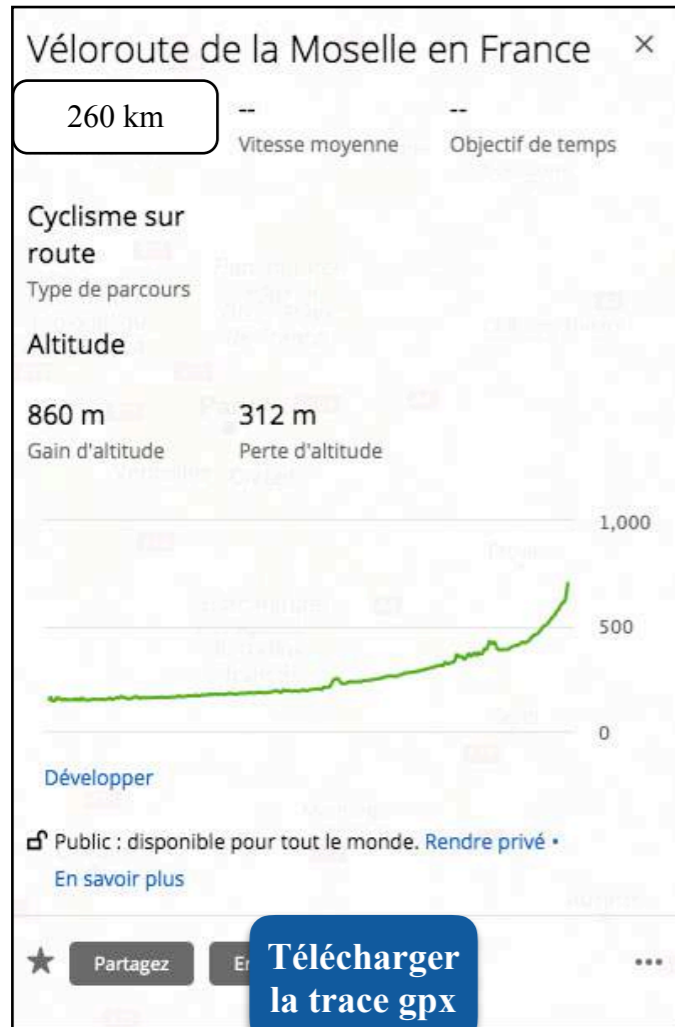 Véloroute de la Moselle en France ×
260 km
-- --
Vitesse moyenne Objectif de temps
Cyclisme sur
route
Type de parcours
Altitude
860 m 312 m
Gain d'altitude Perte d'altitude
1,000
500
0
Développer
Public : disponible pour tout le monde. Rendre privé •
En savoir plus
Partagez
Télécharger
la trace gpx